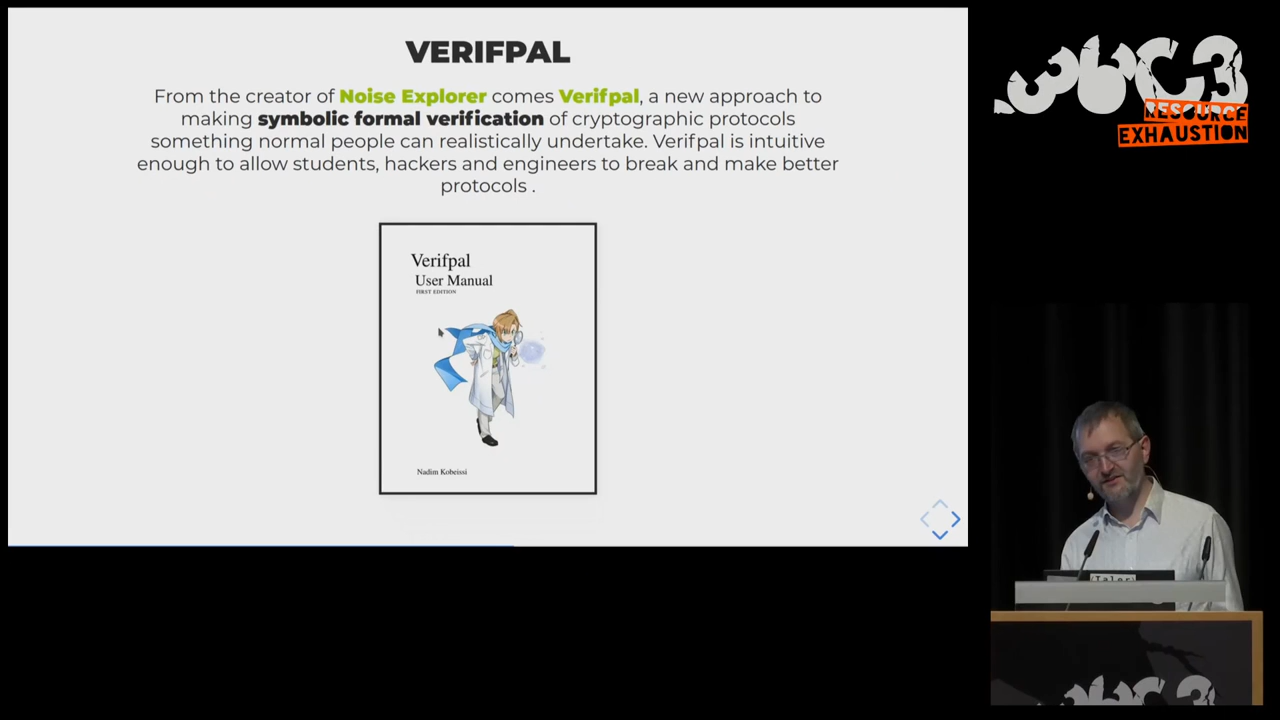 VERIFPAL
From the creator of Noise Explorer comes Verifpal, a new approach to
making symbolic formal verification of cryptographic protocols
something normal people can realistically undertake. Verifpal is intuitive
enough to allow students, hackers and engineers to break and make better
protocols .
Verifpal
User Manual
FIRST EDITION
Nadim Kobeissi
36C3
RESOURCE
EXHAUSTION
Taler
36C3